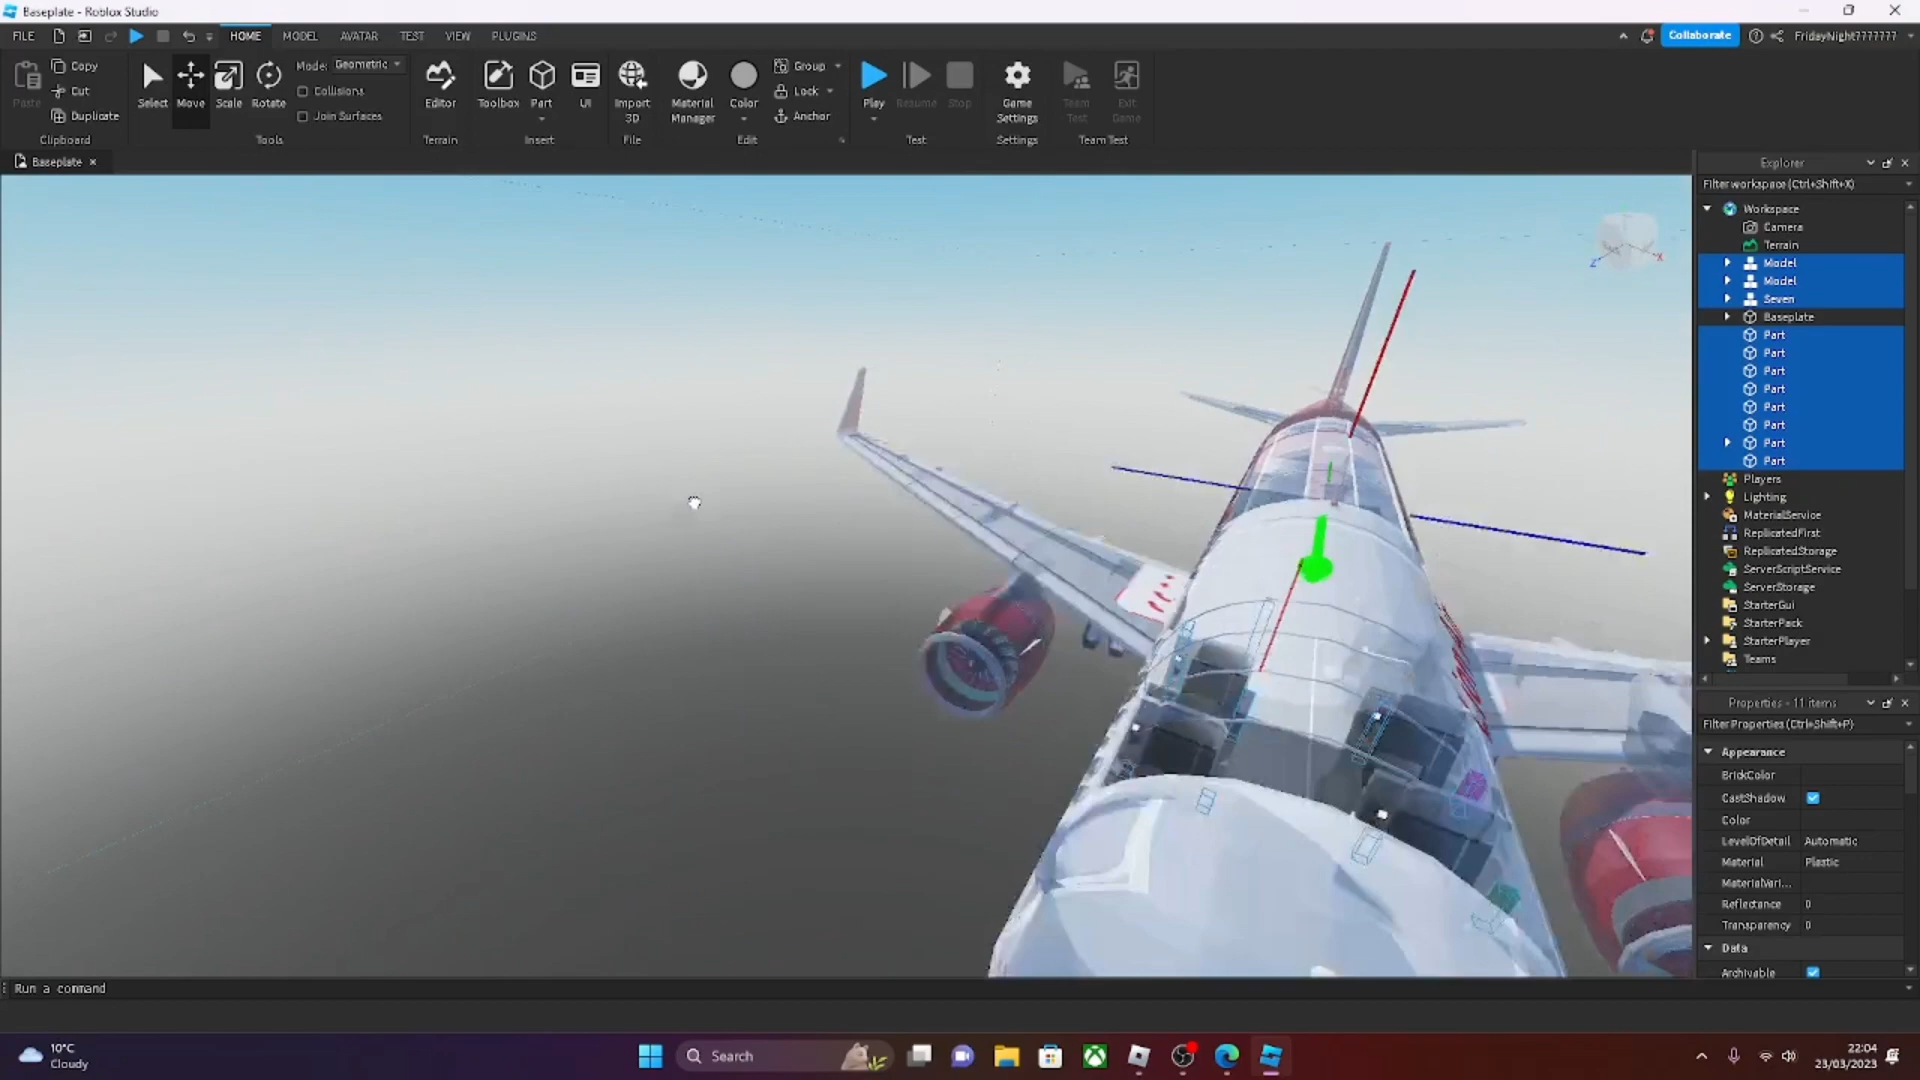 Baseplate - Roblox Studio
FILE HOME MODEL AVATAR TEST VIEW PLUGINS Collaborate FridayNight7777777
Paste Copy Cut Duplicate Clipboard
Select Move Scale Rotate Mode: Geometric Collisions Join Surfaces Tools
Editor Terrain
Toolbox Part UI Insert
Import 3D File
Material Manager Color Group Lock Anchor Edit
Play Resume Stop Test
Game Settings Settings
Team Test Exit Game Team Test
Baseplate
Z X
Explorer
Filter workspace (Ctrl+Shift+X)
Workspace
Camera
Terrain
Model
Model
Seven
Baseplate
Part
Part
Part
Part
Part
Part
Part
Part
Players
Lighting
MaterialService
ReplicatedFirst
ReplicatedStorage
ServerScriptService
ServerStorage
StarterGui
StarterPack
StarterPlayer
Teams
Properties - 11 items
Filter Properties (Ctrl+Shift+P)
Appearance
BrickColor
CastShadow
Color
LevelOfDetail Automatic
Material Plastic
MaterialVari...
Reflectance 0
Transparency 0
Data
Archivable
Run a command
10°C
Cloudy
Search
22:04
23/03/2023